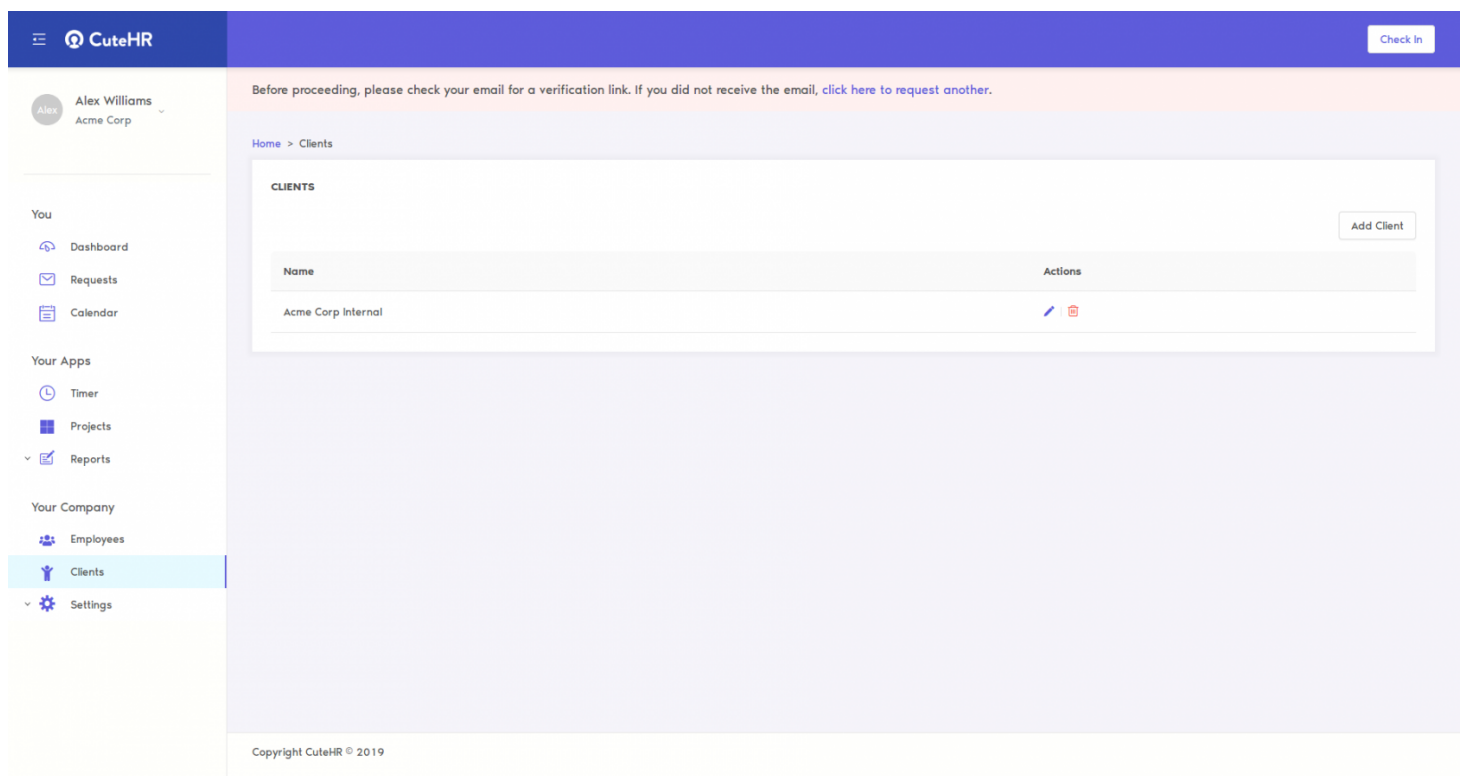 CuteHR
Check In
Alex
Alex Williams
Acme Corp
Before proceeding, please check your email for a verification link. If you did not receive the email, click here to request another.
Home > Clients
CLIENTS
Add Client
Name Actions
Acme Corp Internal
You
Dashboard
Requests
Calendar
Your Apps
Timer
Projects
Reports
Your Company
Employees
Clients
Settings
Copyright CuteHR © 2019